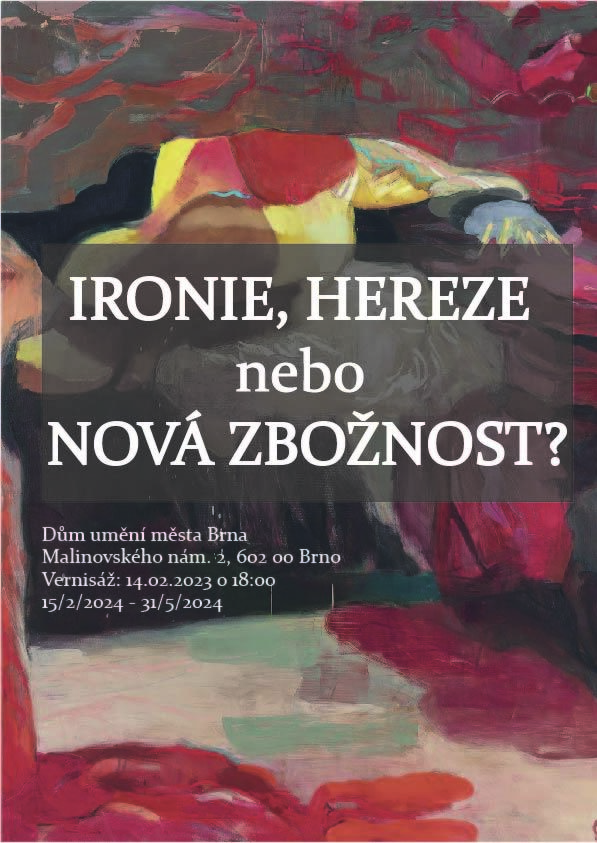 IRONIE, HEREZE
nebo
NOVÁ ZBOŽNOST?
Dům umění města Brna
Malinovského nám. 2, 602 00 Brno
Vernisáž: 14.02.2023 o 18:00
15/2/2024 - 31/5/2024